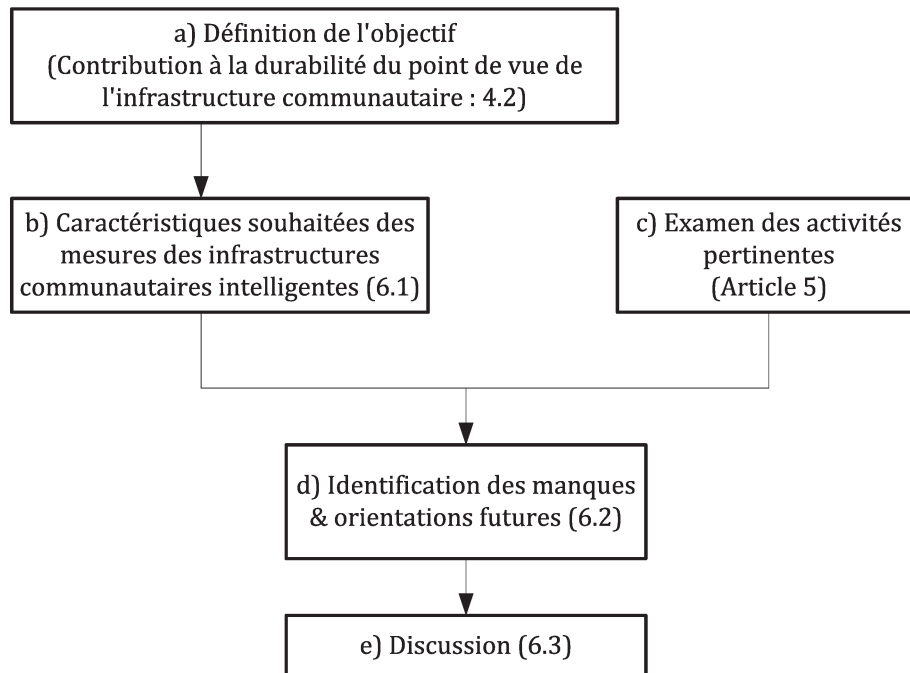 a) Définition de l'objectif
(Contribution à la durabilité du point de vue de
l'infrastructure communautaire : 4.2)
b) Caractéristiques souhaitées des
mesures des infrastructures
communautaires intelligentes (6.1)
c) Examen des activités
pertinentes
(Article 5)
d) Identification des manques
& orientations futures (6.2)
e) Discussion (6.3)